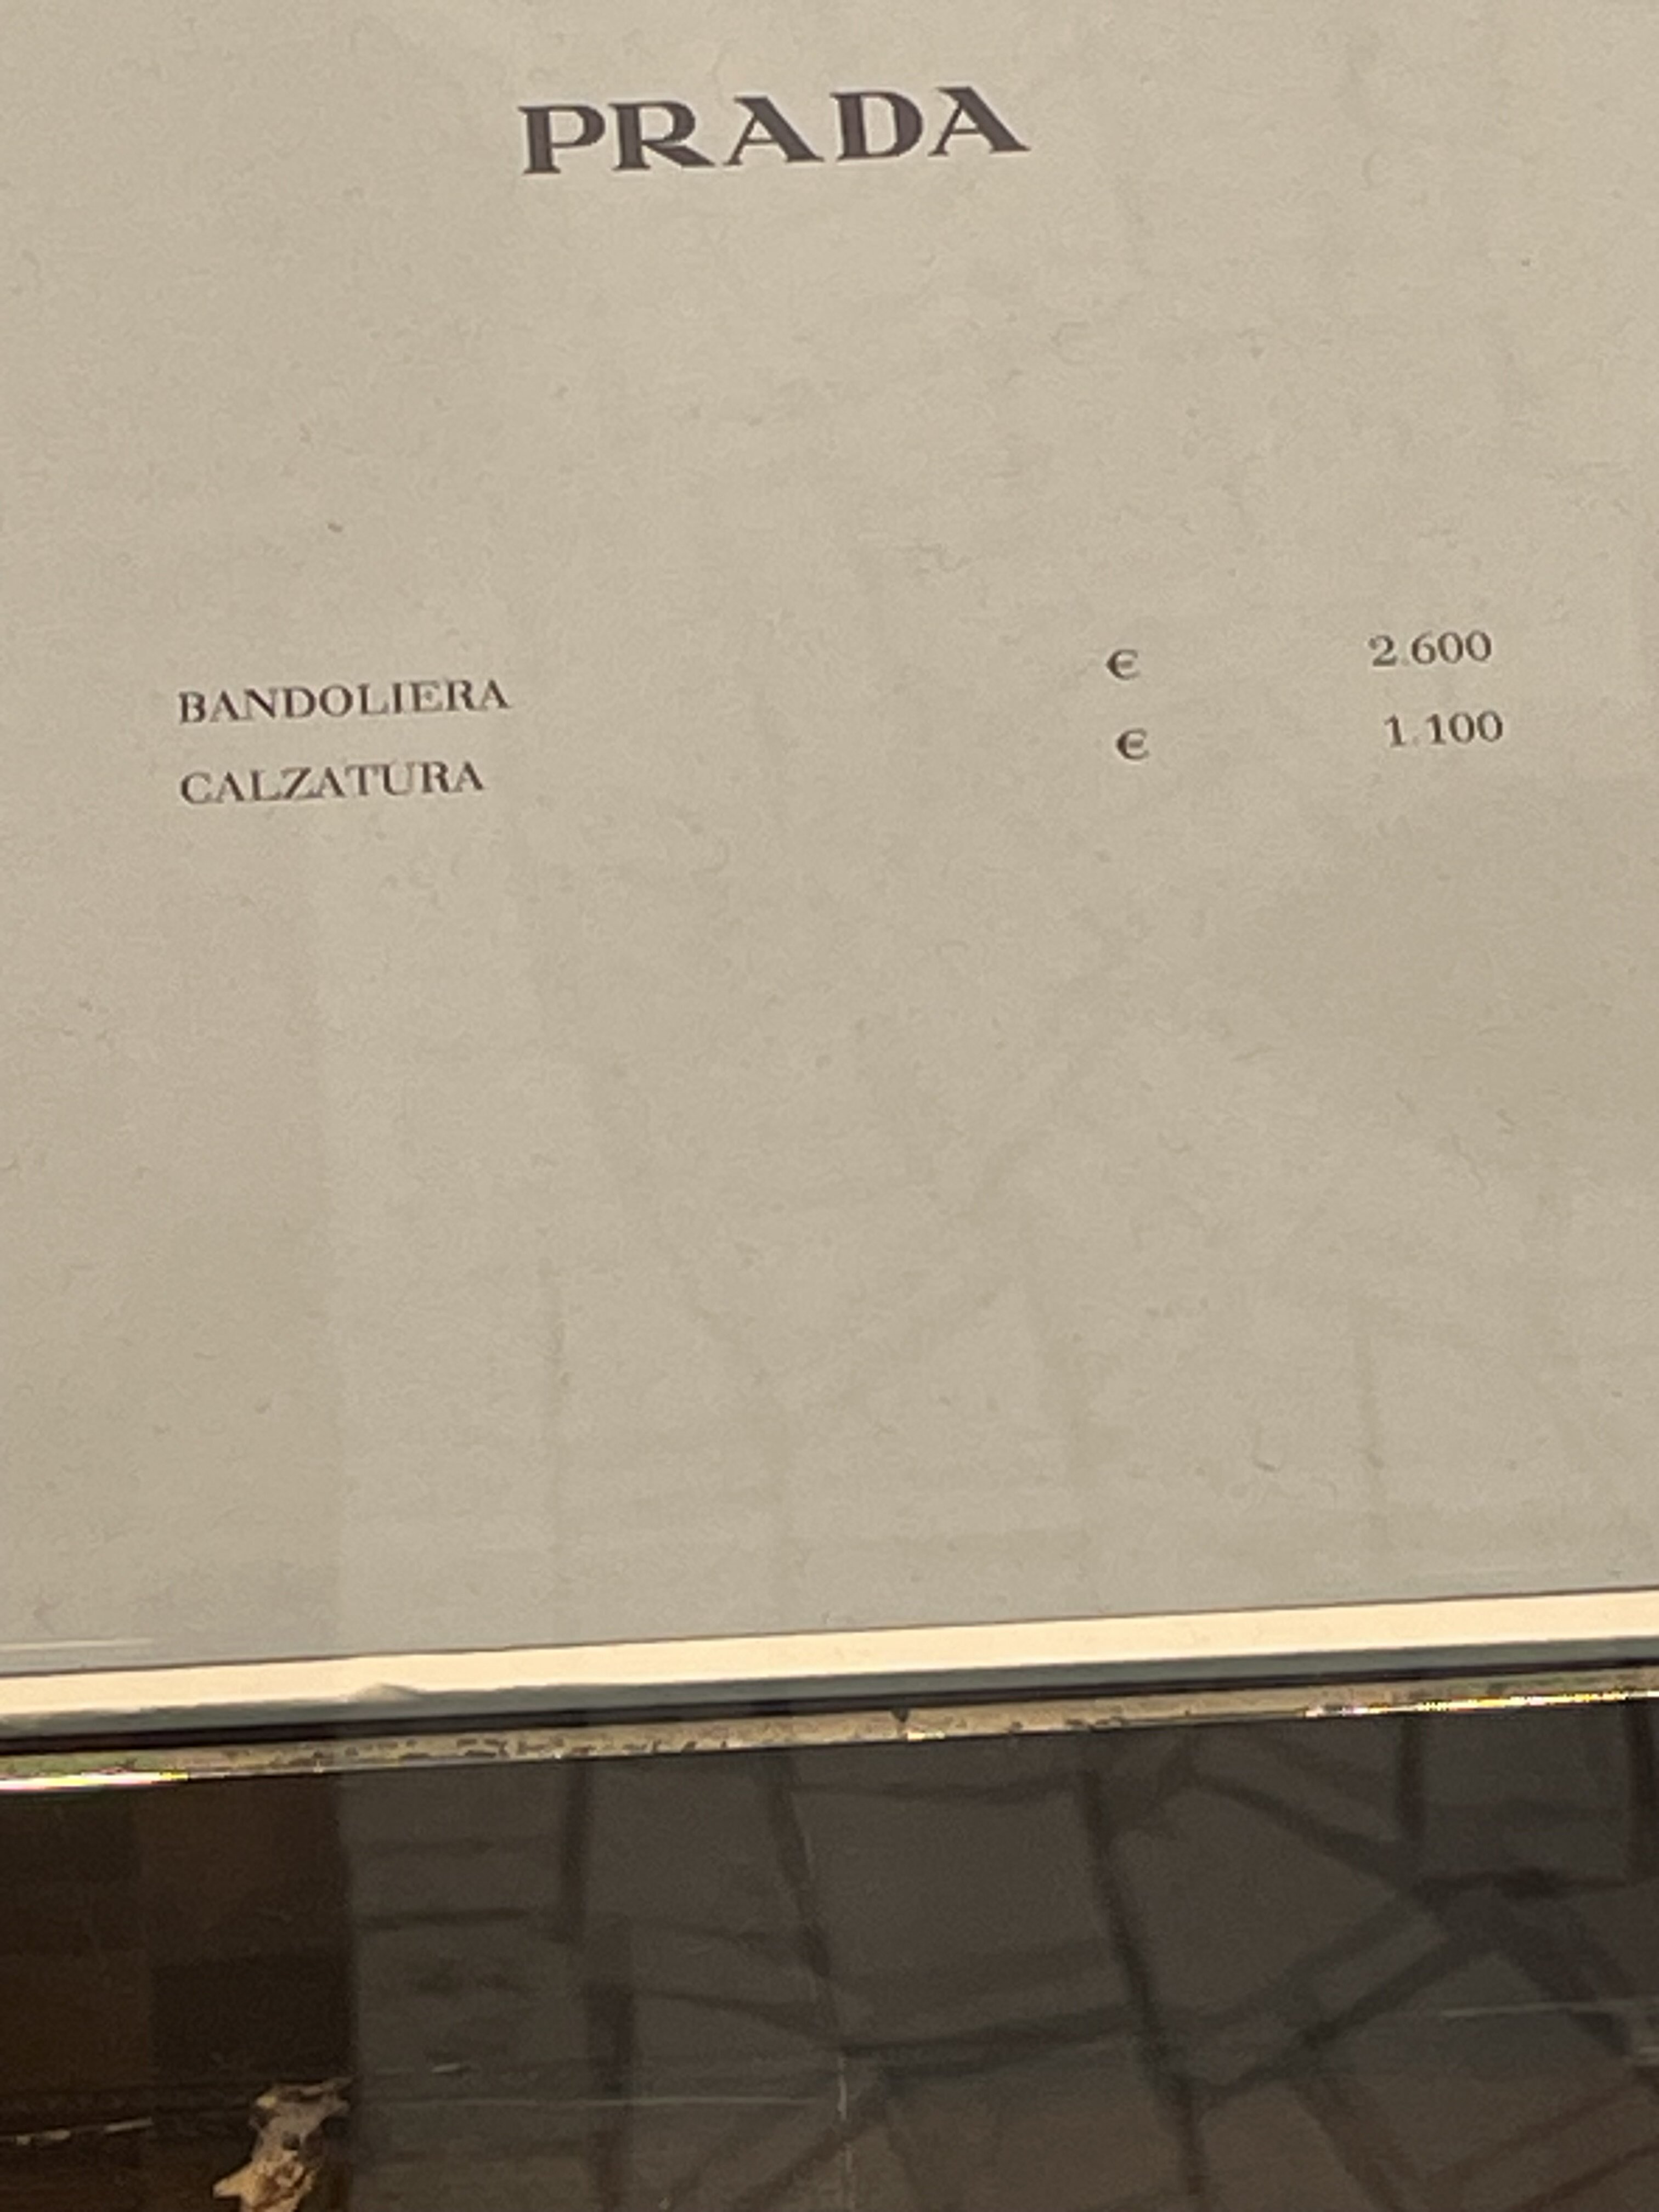 PRADA
BANDOLIERA € 2.600
CALZATURA € 1.100